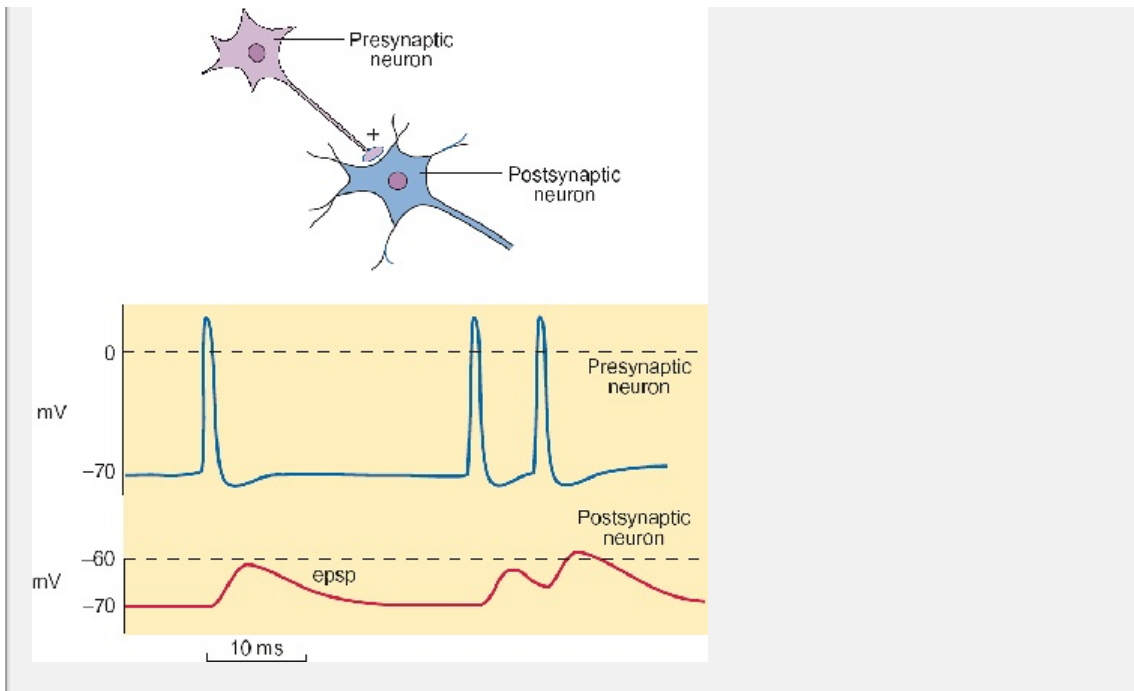 Presynaptic
neuron
+
Postsynaptic
neuron
0
Presynaptic
neuron
mV
–70
Postsynaptic
neuron
–60
epsp
mV
–70
10 ms